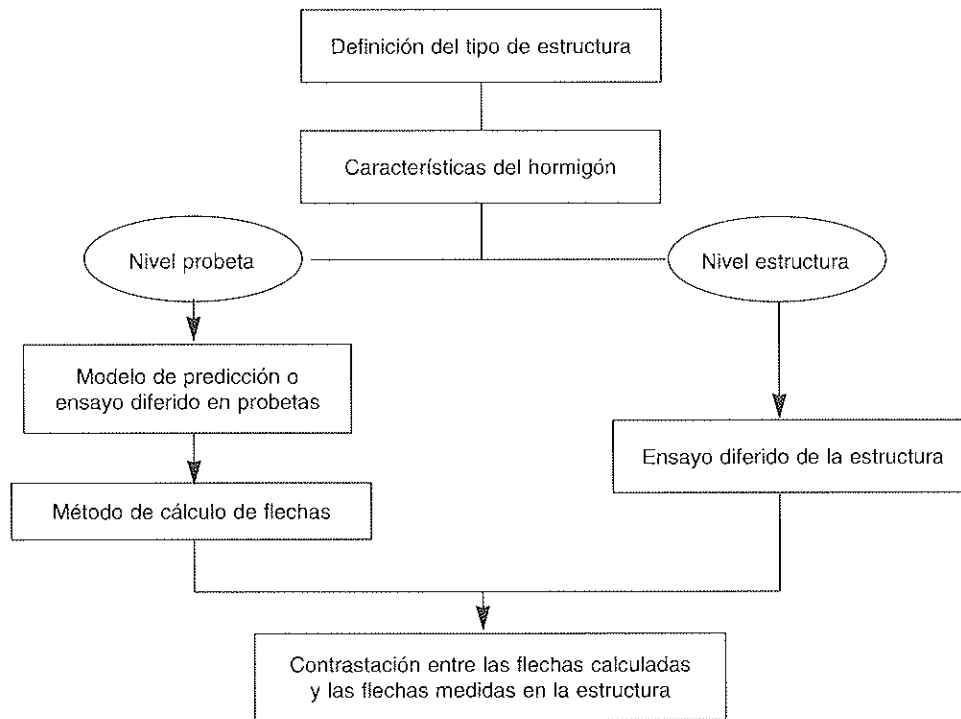 Definición del tipo de estructura
Características del hormigón
Nivel probeta
Nivel estructura
Modelo de predicción o
ensayo diferido en probetas
Ensayo diferido de la estructura
Método de cálculo de flechas
Contrastación entre las flechas calculadas
y las flechas medidas en la estructura